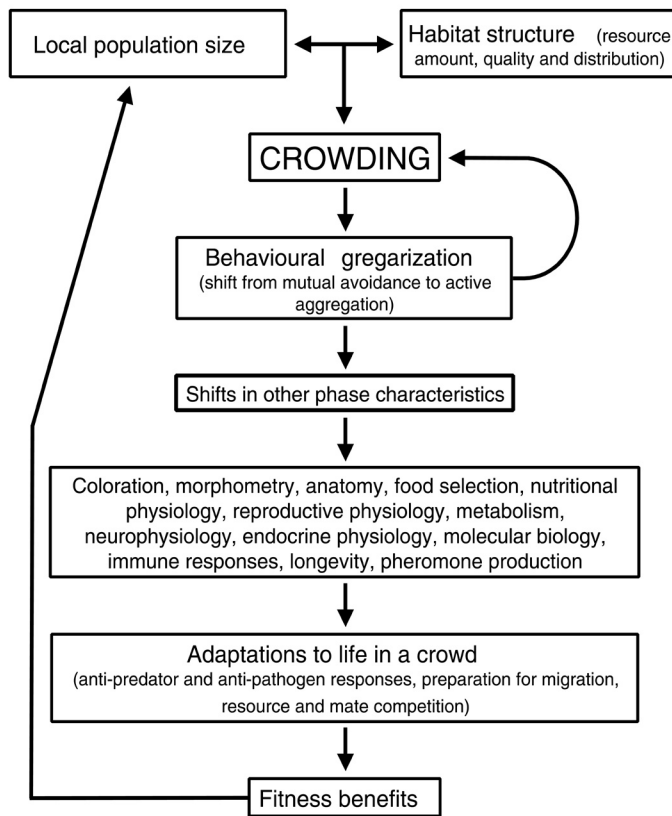 Local population size
Habitat structure (resource
amount, quality and distribution)
CROWDING
Behavioural gregarization
(shift from mutual avoidance to active
aggregation)
Shifts in other phase characteristics
Coloration, morphometry, anatomy, food selection, nutritional
physiology, reproductive physiology, metabolism,
neurophysiology, endocrine physiology, molecular biology,
immune responses, longevity, pheromone production
Adaptations to life in a crowd
(anti-predator and anti-pathogen responses, preparation for migration,
resource and mate competition)
Fitness benefits